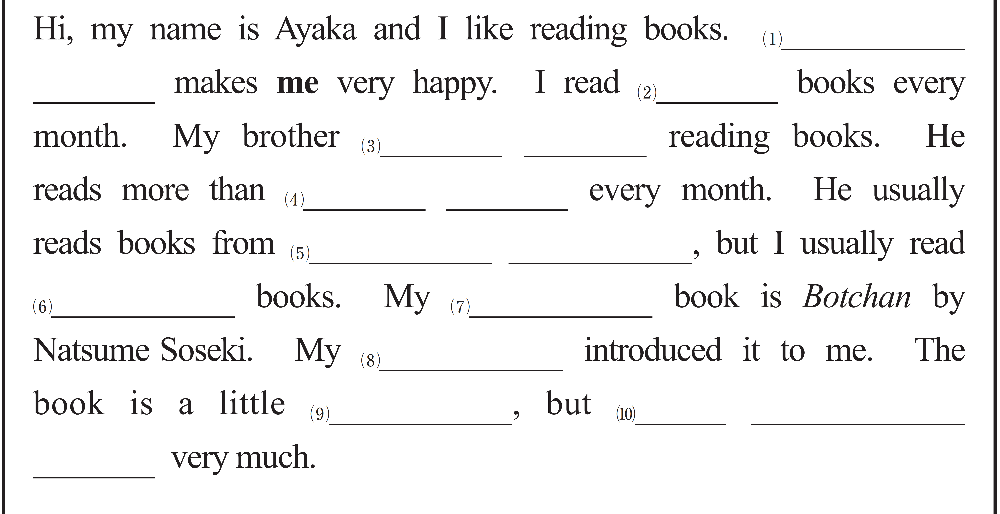 Hi, my name is Ayaka and I like reading books. (1)
makes me very happy. I read (2) books every
month. My brother (3) reading books. He
reads more than (4) every month. He usually
reads books from (5) , but I usually read
(6) books. My (7) book is Botchan by
Natsume Soseki. My (8) introduced it to me. The
book is a little (9) , but (10)
very much.